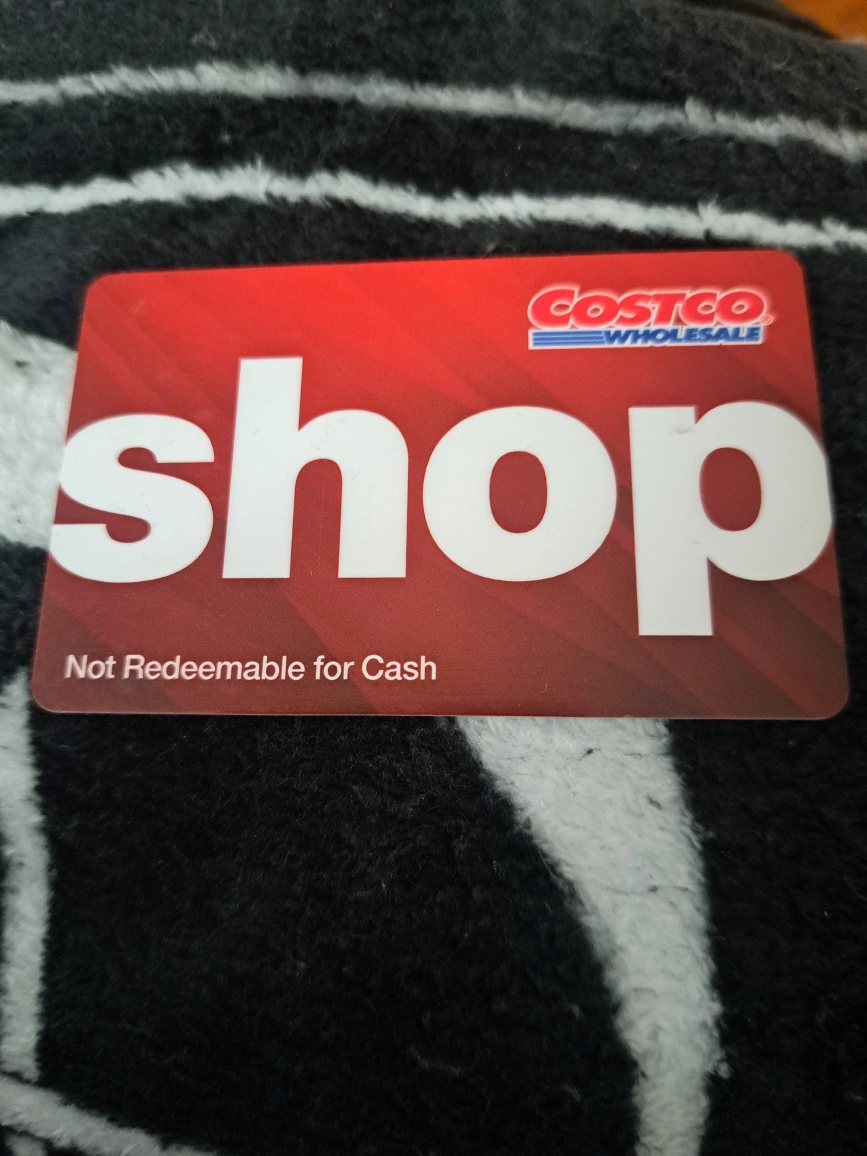 COSTCO
WHOLESALE
shop
Not Redeemable for Cash